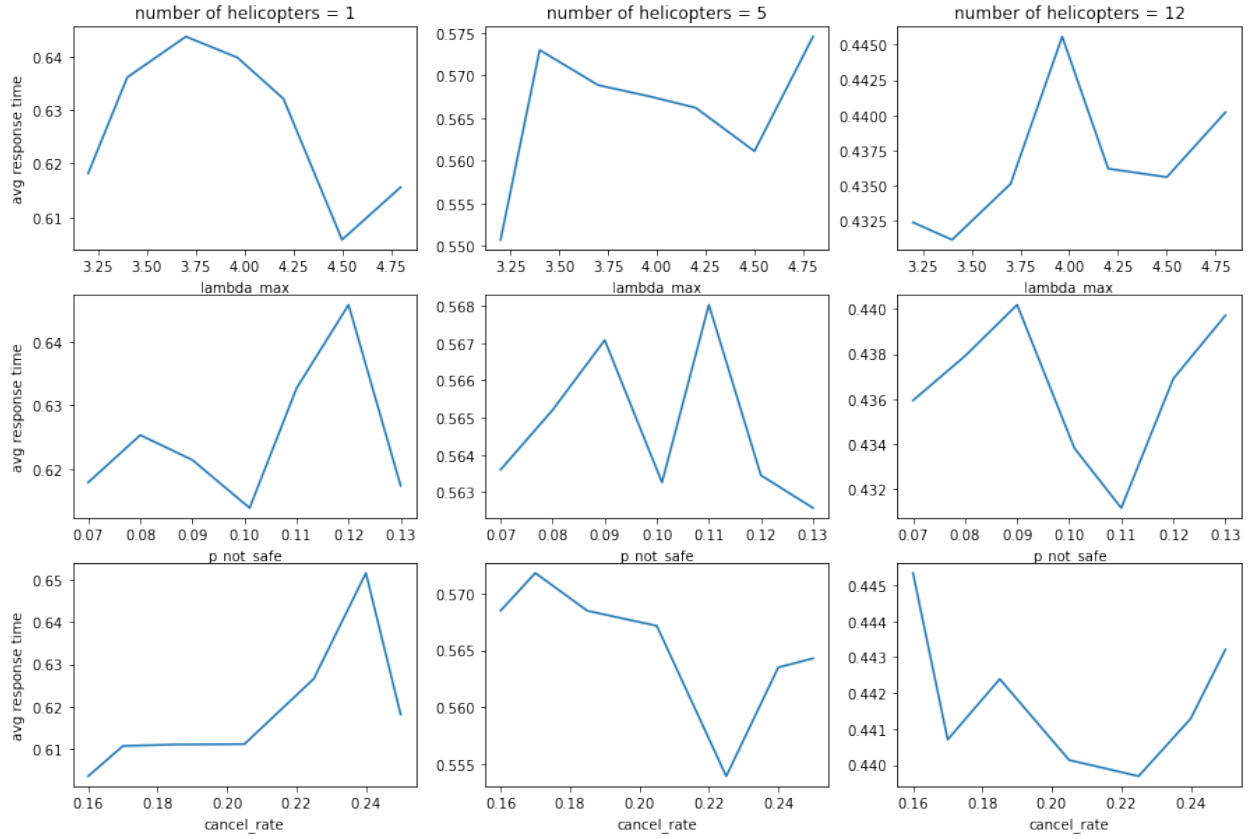 number of helicopters = 1
number of helicopters = 5
number of helicopters = 12
avg response time
0.64
0.63
0.62
0.61
3.25 3.50 3.75 4.00 4.25 4.50 4.75
lambda_max
0.575
0.570
0.565
0.560
0.555
0.550
3.25 3.50 3.75 4.00 4.25 4.50 4.75
lambda_max
0.4450
0.4425
0.4400
0.4375
0.4350
0.4325
3.25 3.50 3.75 4.00 4.25 4.50 4.75
lambda_max
avg response time
0.64
0.63
0.62
0.07 0.08 0.09 0.10 0.11 0.12 0.13
p_not_safe
0.568
0.567
0.566
0.565
0.564
0.563
0.07 0.08 0.09 0.10 0.11 0.12 0.13
p_not_safe
0.440
0.438
0.436
0.434
0.432
0.07 0.08 0.09 0.10 0.11 0.12 0.13
p_not_safe
avg response time
0.65
0.64
0.63
0.62
0.61
0.16 0.18 0.20 0.22 0.24
cancel_rate
0.570
0.565
0.560
0.555
0.16 0.18 0.20 0.22 0.24
cancel_rate
0.445
0.444
0.443
0.442
0.441
0.440
0.16 0.18 0.20 0.22 0.24
cancel_rate